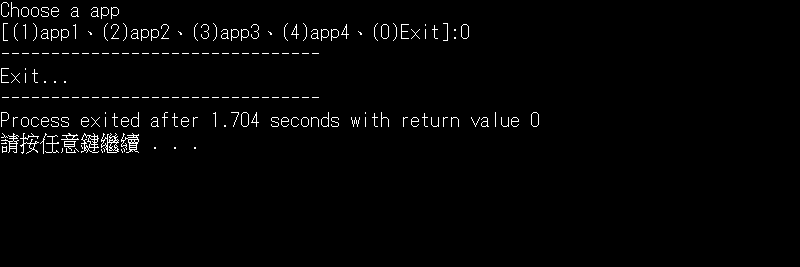 Choose a app
[(1)app1、(2)app2、(3)app3、(4)app4、(0)Exit]:0
--------------------------------
Exit...
--------------------------------
Process exited after 1.704 seconds with return value 0
請按任意鍵繼續 . . .